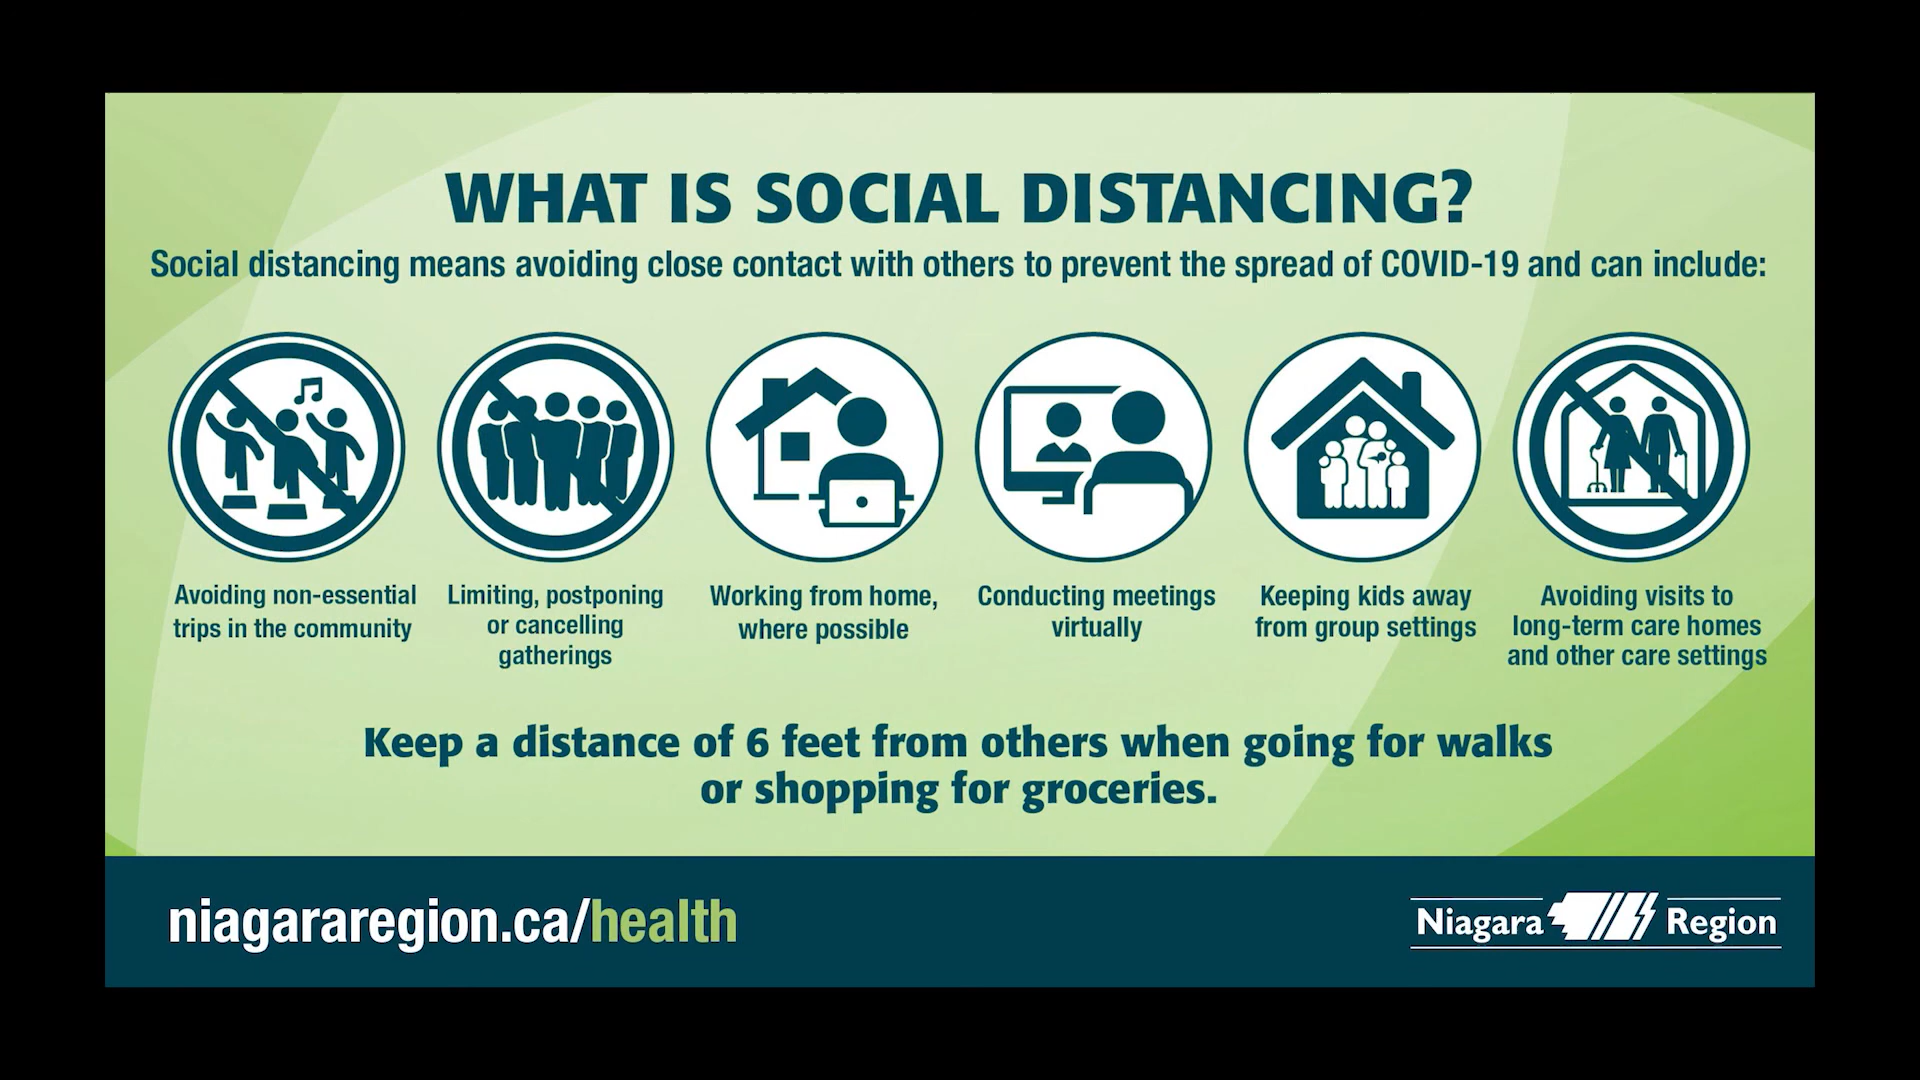 WHAT IS SOCIAL DISTANCING?
Social distancing means avoiding close contact with others to prevent the spread of COVID-19 and can include:
Avoiding non-essential
trips in the community
Limiting, postponing
or cancelling
gatherings
Working from home,
where possible
Conducting meetings
virtually
Keeping kids away
from group settings
Avoiding visits to
long-term care homes
and other care settings
Keep a distance of 6 feet from others when going for walks
or shopping for groceries.
niagararegion.ca/health
Niagara Region